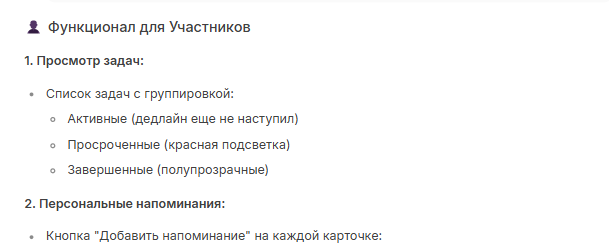 Функционал для Участников
1. Просмотр задач:
Список задач с группировкой:
Активные (дедлайн еще не наступил)
Просроченные (красная подсветка)
Завершенные (полупрозрачные)
2. Персональные напоминания:
Кнопка "Добавить напоминание" на каждой карточке: